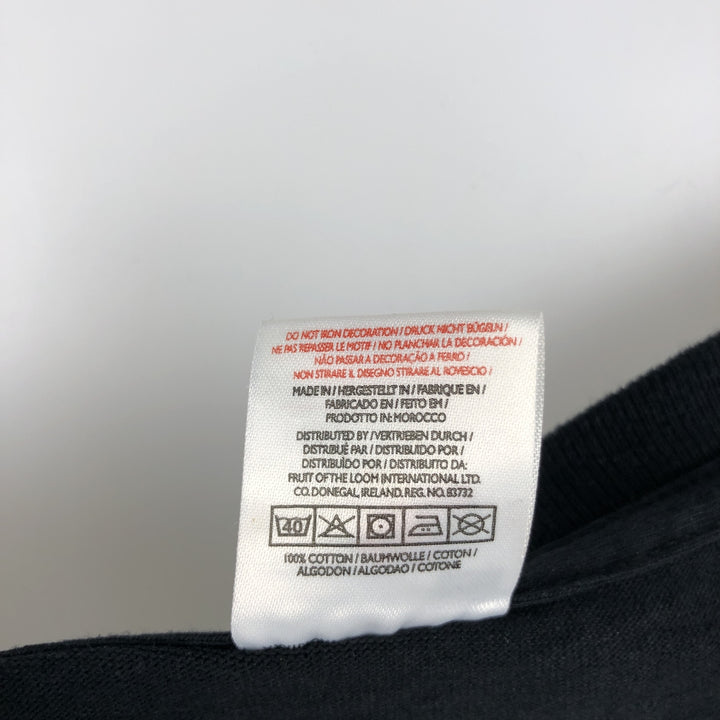 DO NOT IRON DECORATION / DRUCK NICHT BÜGELN /
NE PAS REPASSER LE MOTIF / NO PLANCHAR LA DECORACIÓN /
NÃO PASSAR A DECORAÇÃO A FERRO /
NON STIRARE IL DISEGNO STIRARE AL ROVESCIO /
MADE IN / HERGESTELLT IN / FABRIQUE EN /
FABRICADO EN / FEITO EM /
PRODOTTO IN: MOROCCO
DISTRIBUTED BY /VERTRIEBEN DURCH /
DISTRIBUÉ PAR / DISTRIBUIDO POR /
DISTRIBUÍDO POR / DISTRIBUITO DA:
FRUIT OF THE LOOM INTERNATIONAL LTD.
CO. DONEGAL, IRELAND. REG. NO. 83732
40
100% COTTON / BAUMWOLLE / COTON /
ALGODON / ALGODAO / COTONE